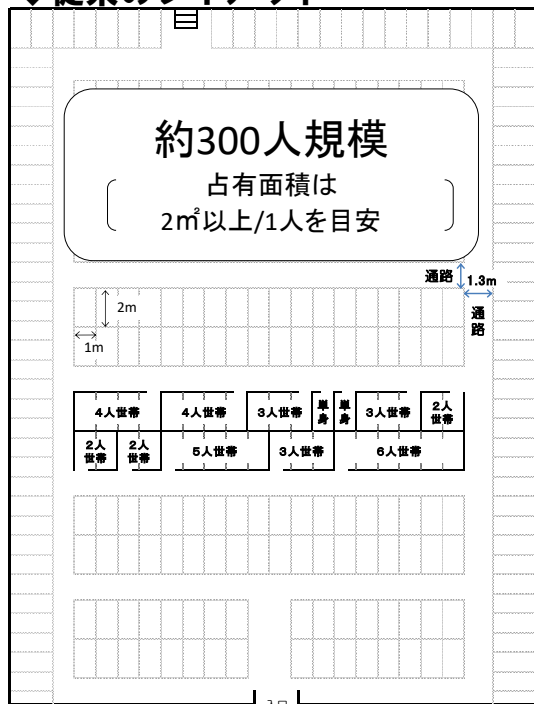 約300人規模
占有面積は
2㎡以上/1人を目安
通路
1.3m
通路
2m
1m
4人世帯
4人世帯
3人世帯
単身
単身
3人世帯
2人
世帯
2人
世帯
2人
世帯
5人世帯
3人世帯
6人世帯